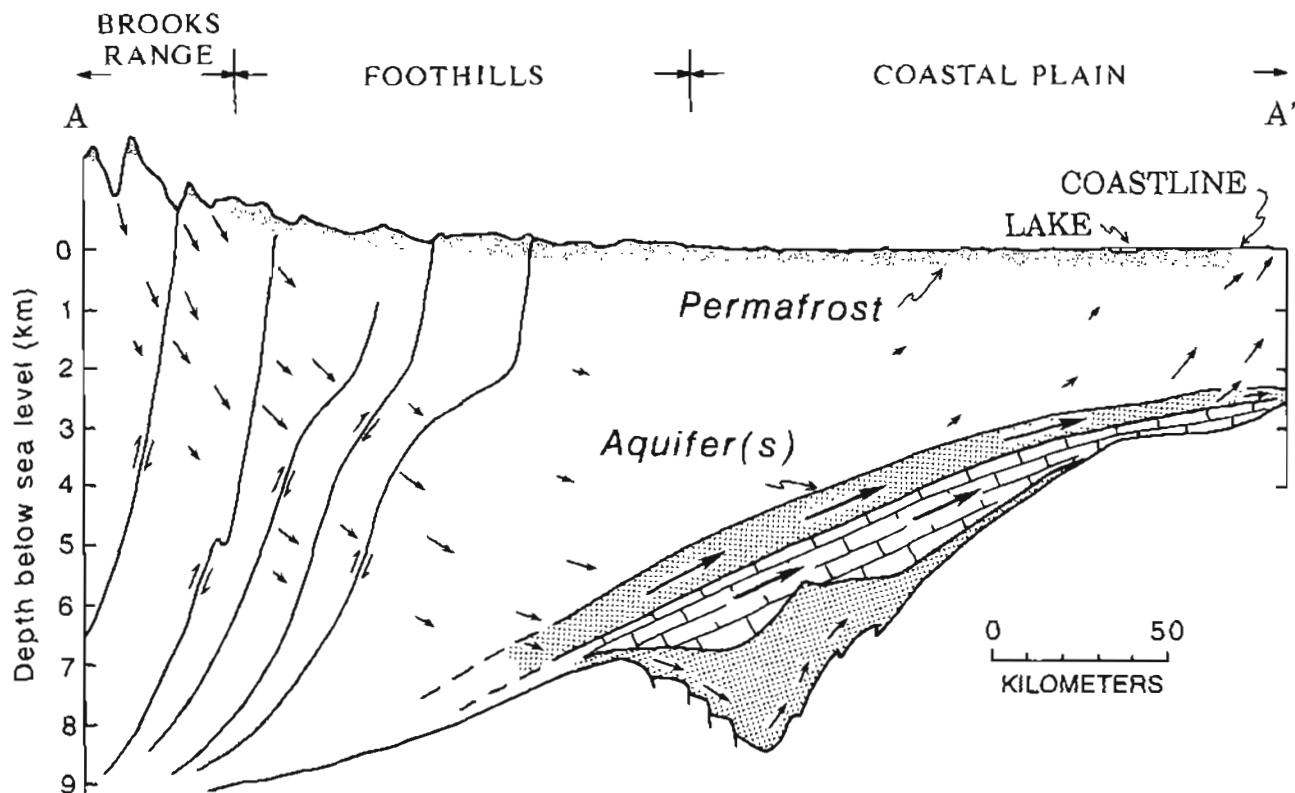 BROOKS
RANGE
FOOTHILLS
COASTAL PLAIN
A
A'
COASTLINE
LAKE
Permafrost
Aquifer(s)
Depth below sea level (km)
0
1
2
3
4
5
6
7
8
9
0 50
KILOMETERS